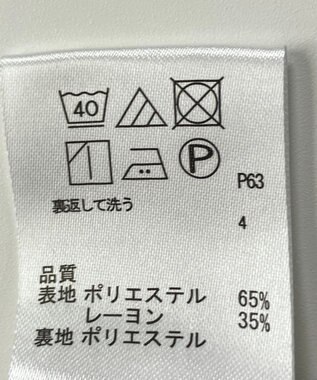 40
P
P63
裏返して洗う
4
品質
表地 ポリエステル 65%
レーヨン 35%
裏地 ポリエステル